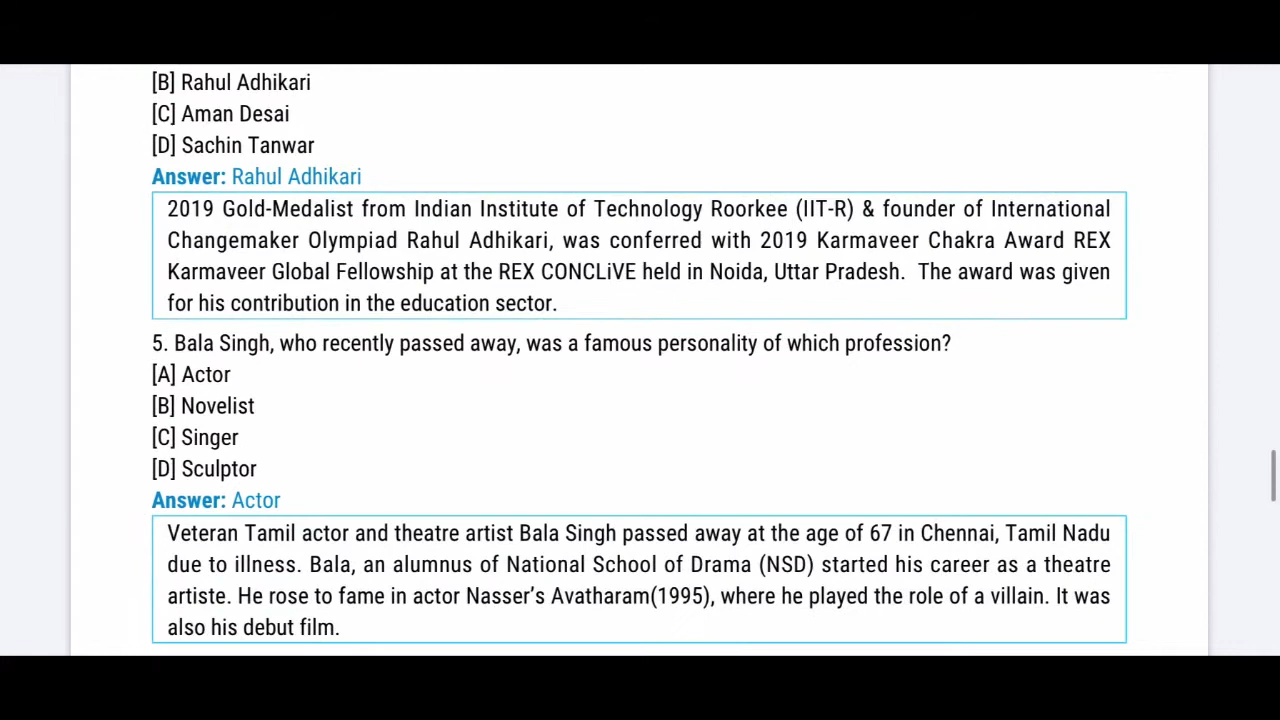 [B] Rahul Adhikari
[C] Aman Desai
[D] Sachin Tanwar
Answer: Rahul Adhikari
2019 Gold-Medalist from Indian Institute of Technology Roorkee (IIT-R) & founder of International
Changemaker Olympiad Rahul Adhikari, was conferred with 2019 Karmaveer Chakra Award REX
Karmaveer Global Fellowship at the REX CONCLiVE held in Noida, Uttar Pradesh. The award was given
for his contribution in the education sector.
5. Bala Singh, who recently passed away, was a famous personality of which profession?
[A] Actor
[B] Novelist
[C] Singer
[D] Sculptor
Answer: Actor
Veteran Tamil actor and theatre artist Bala Singh passed away at the age of 67 in Chennai, Tamil Nadu
due to illness. Bala, an alumnus of National School of Drama (NSD) started his career as a theatre
artiste. He rose to fame in actor Nasser’s Avatharam(1995), where he played the role of a villain. It was
also his debut film.